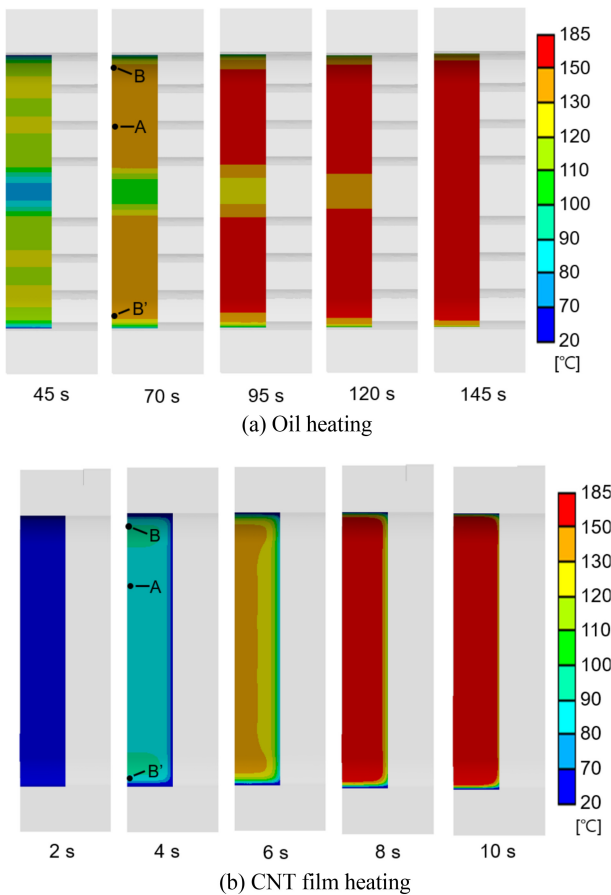 185
150
130
120
110
100
90
80
70
20
[°C]
B
A
B'
45 s
70 s
95 s
120 s
145 s
(a) Oil heating
185
150
130
120
110
100
90
80
70
20
[°C]
B
A
B'
2 s
4 s
6 s
8 s
10 s
(b) CNT film heating